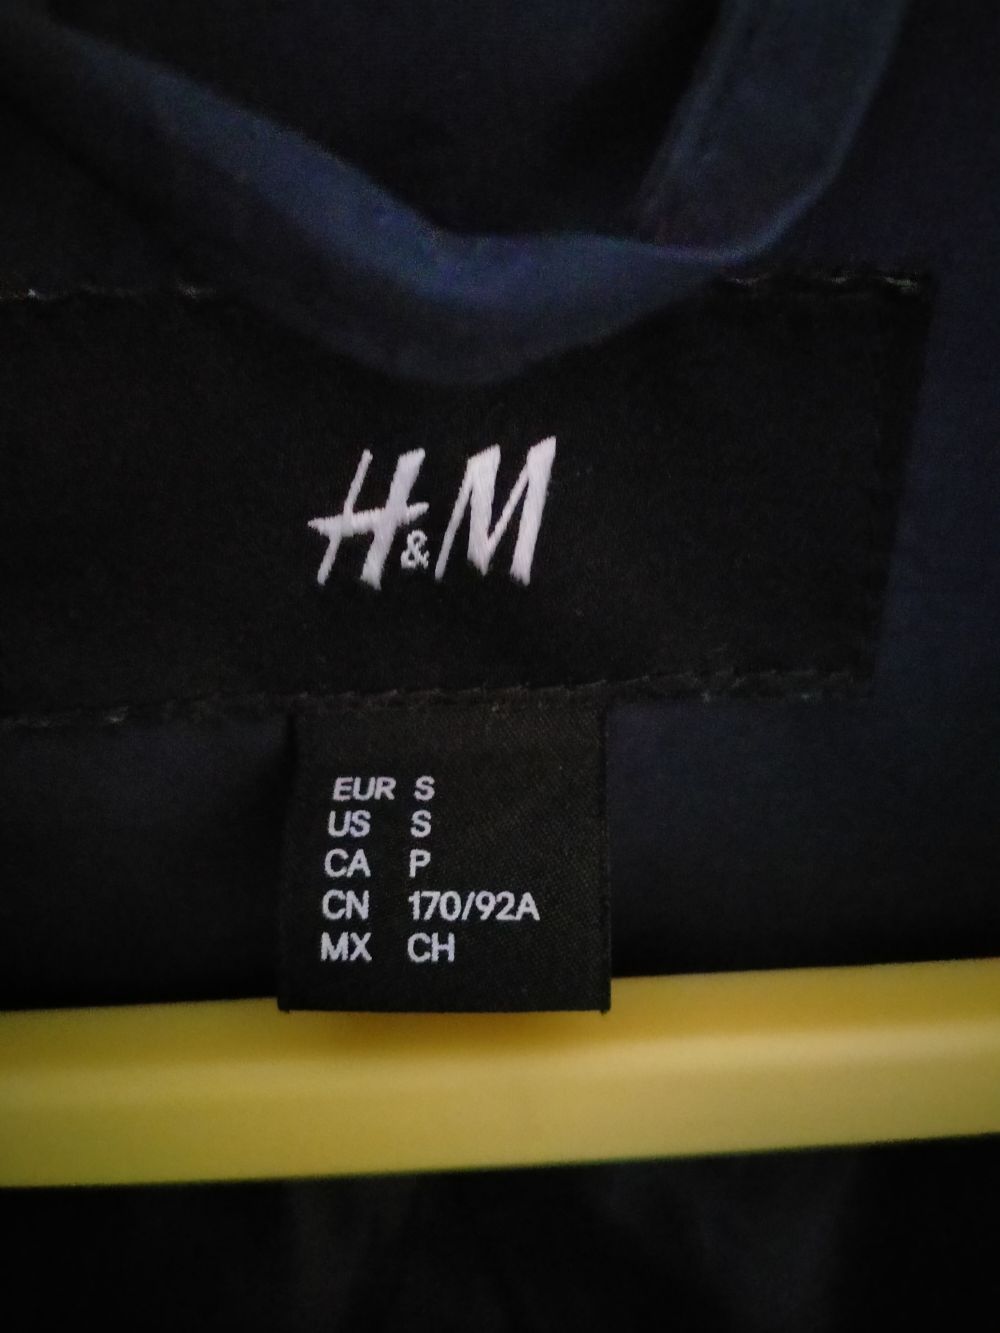 H&M
EUR S
US S
CA P
CN 170/92A
MX CH